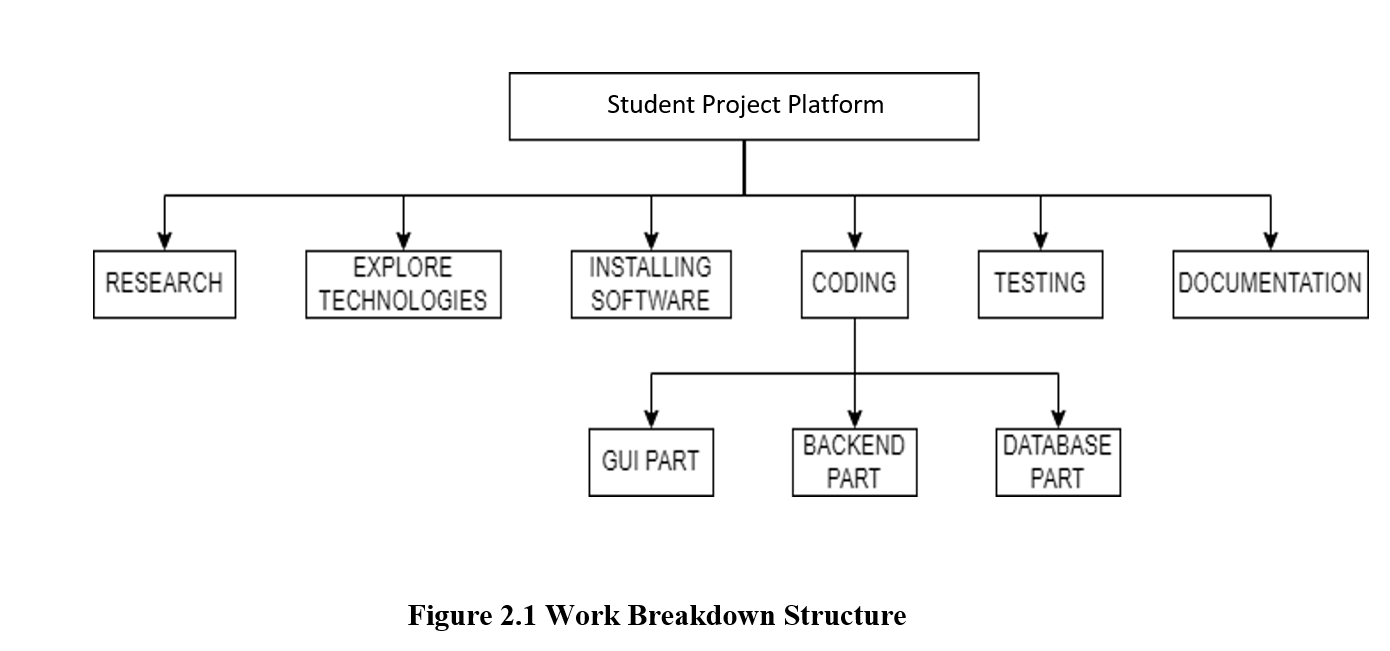 Student Project Platform
RESEARCH
EXPLORE
TECHNOLOGIES
INSTALLING
SOFTWARE
CODING
TESTING
DOCUMENTATION
GUI PART
BACKEND
PART
DATABASE
PART
Figure 2.1 Work Breakdown Structure